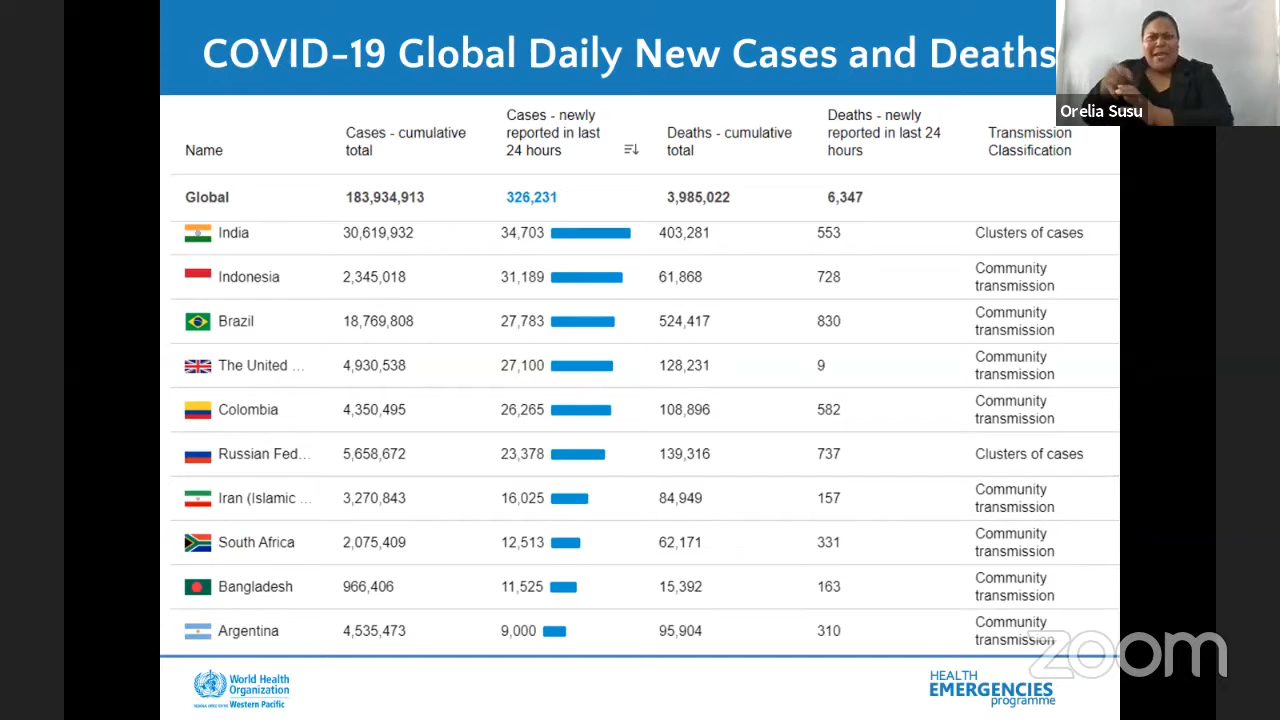 COVID-19 Global Daily New Cases and Deaths
Orelia Susu
Name
Cases - cumulative
total
Cases - newly
reported in last
24 hours
Deaths - cumulative
total
Deaths - newly
reported in last 24
hours
Transmission
Classification
Global 183,934,913 326,231 3,985,022 6,347
India 30,619,932 34,703 403,281 553 Clusters of cases
Indonesia 2,345,018 31,189 61,868 728 Community
transmission
Brazil 18,769,808 27,783 524,417 830 Community
transmission
The United ... 4,930,538 27,100 128,231 9 Community
transmission
Colombia 4,350,495 26,265 108,896 582 Community
transmission
Russian Fed... 5,658,672 23,378 139,316 737 Clusters of cases
Iran (Islamic ... 3,270,843 16,025 84,949 157 Community
transmission
South Africa 2,075,409 12,513 62,171 331 Community
transmission
Bangladesh 966,406 11,525 15,392 163 Community
transmission
Argentina 4,535,473 9,000 95,904 310 Community
transmission
zoom
World Health
Organization
Western Pacific
HEALTH
EMERGENCIES
programme